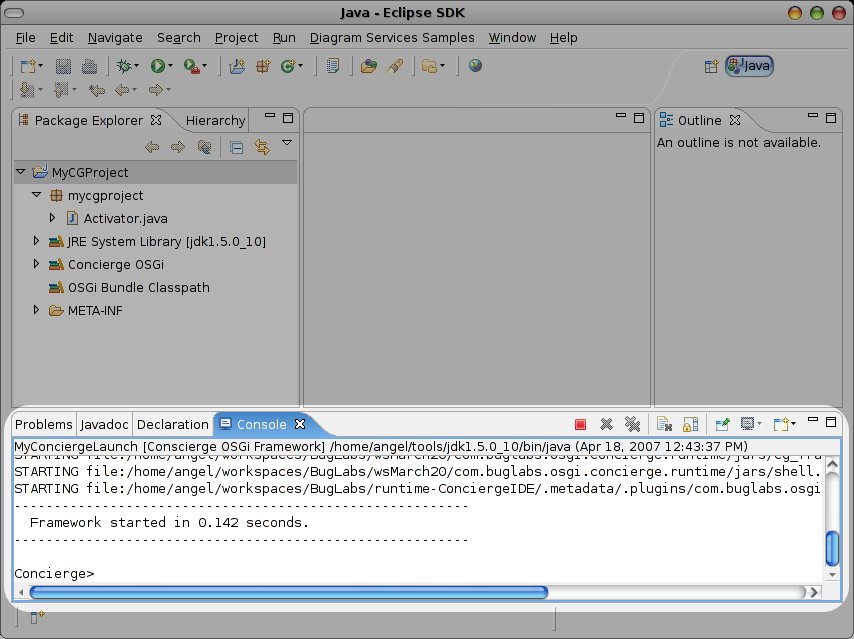 Java - Eclipse SDK
File Edit Navigate Search Project Run Diagram Services Samples Window Help
Java
Package Explorer Hierarchy
Outline
An outline is not available.
MyCGProject
mycgproject
Activator.java
JRE System Library [jdk1.5.0_10]
Concierge OSGi
OSGi Bundle Classpath
META-INF
Problems Javadoc Declaration Console
MyConciergeLaunch [Conscierge OSGi Framework] /home/angel/tools/jdk1.5.0_10/bin/java (Apr 18, 2007 12:43:37 PM)
STARTING file:/home/angel/workspaces/BugLabs/wsMarch20/com.buglabs.osgi.concierge.runtime/jars/cg_fra
STARTING file:/home/angel/workspaces/BugLabs/wsMarch20/com.buglabs.osgi.concierge.runtime/jars/shell.
STARTING file:/home/angel/workspaces/BugLabs/runtime-ConciergeIDE/.metadata/.plugins/com.buglabs.osgi
----------------------------------------------------------
Framework started in 0.142 seconds.
----------------------------------------------------------
Concierge>